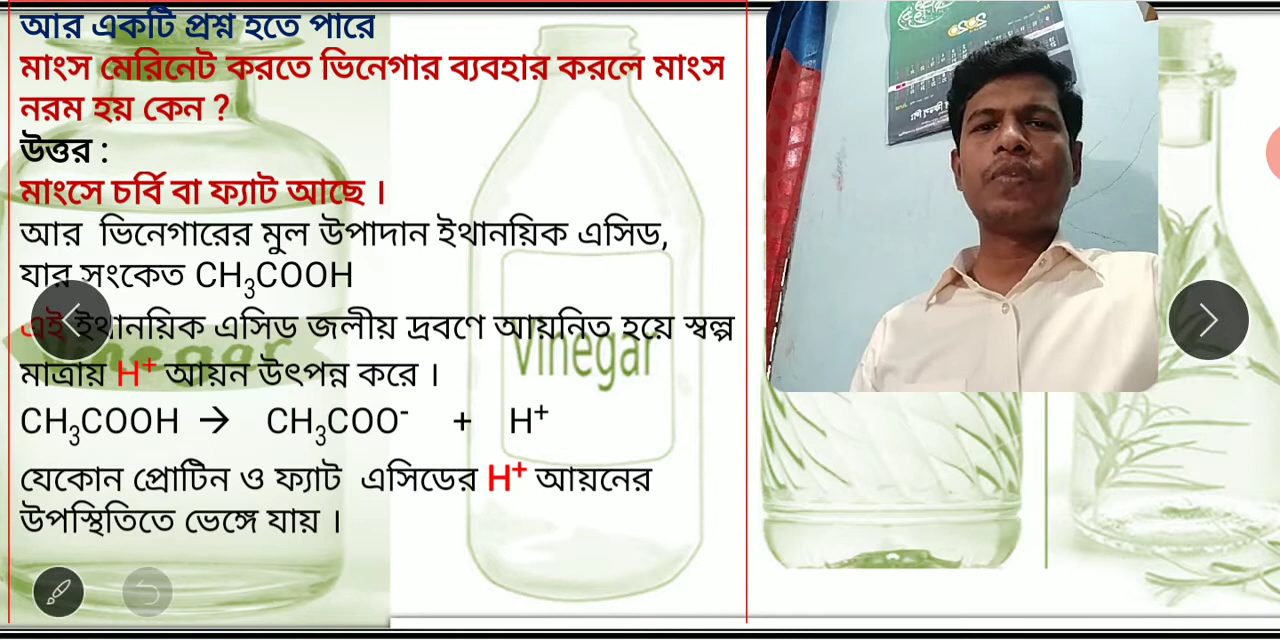 আর একটি প্রশ্ন হতে পারে
মাংস মেরিনেট করতে ভিনেগার ব্যবহার করলে মাংস
নরম হয় কেন ?
উত্তর :
মাংসে চর্বি বা ফ্যাট আছে ।
আর ভিনেগারের মুল উপাদান ইথানয়িক এসিড,
যার সংকেত CH₃COOH
এই ইথানয়িক এসিড জলীয় দ্রবণে আয়নিত হয়ে স্বল্প
মাত্রায় H⁺ আয়ন উৎপন্ন করে ।
CH₃COOH → CH₃COO⁻ + H⁺
যেকোন প্রোটিন ও ফ্যাট এসিডের H⁺ আয়নের
উপস্থিতিতে ভেঙ্গে যায় ।
vinegar
Vinegar